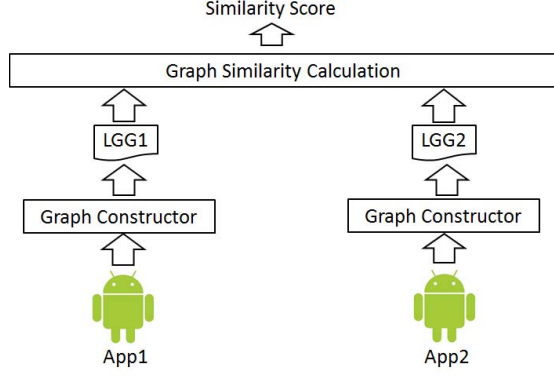 Similarity Score
Graph Similarity Calculation
LGG1
LGG2
Graph Constructor
Graph Constructor
App1
App2